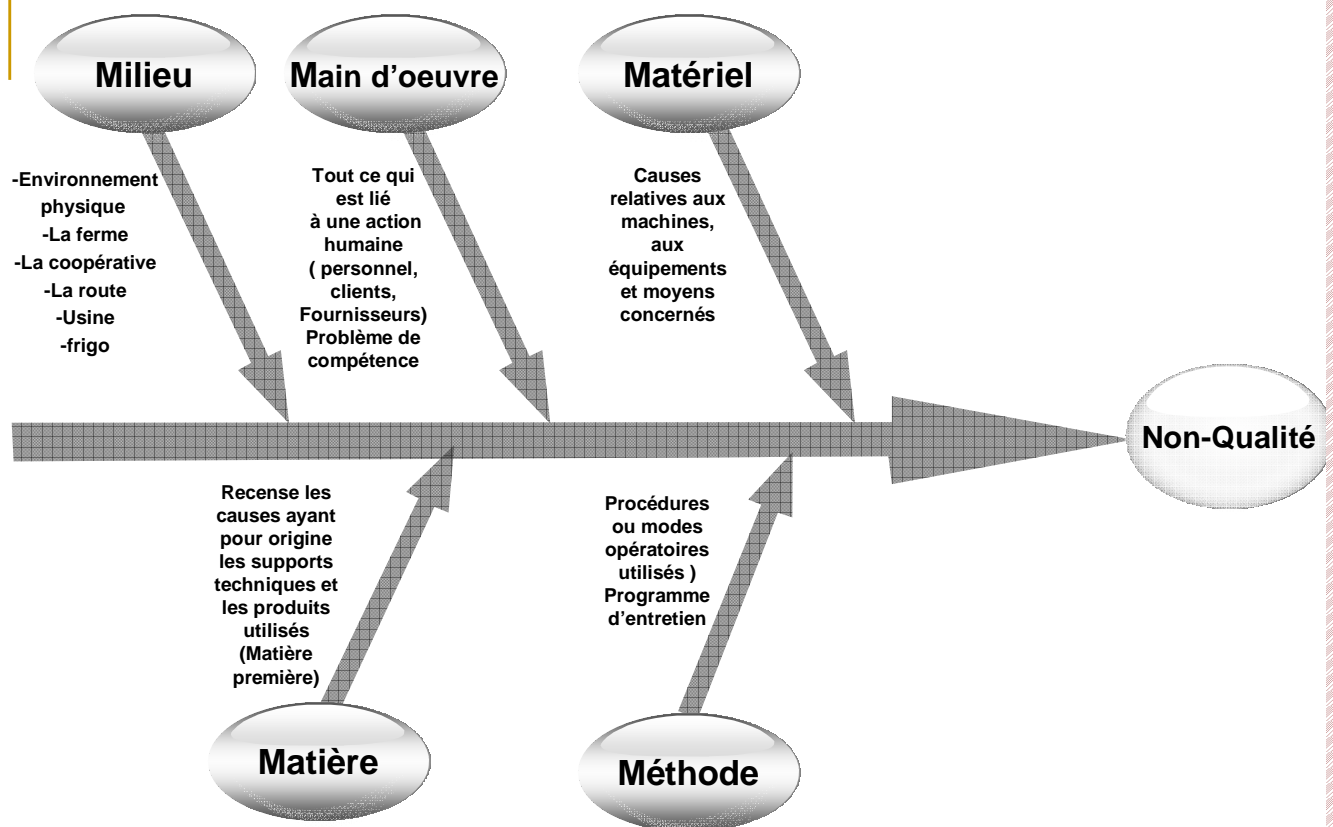 Milieu
Main d'oeuvre
Matériel
-Environnement
physique
-La ferme
-La coopérative
-La route
-Usine
-frigo
Tout ce qui
est lié
à une action
humaine
( personnel,
clients,
Fournisseurs)
Problème de
compétence
Causes
relatives aux
machines,
aux
équipements
et moyens
concernés
Non-Qualité
Recense les
causes ayant
pour origine
les supports
techniques et
les produits
utilisés
(Matière
première)
Procédures
ou modes
opératoires
utilisés )
Programme
d’entretien
Matière
Méthode